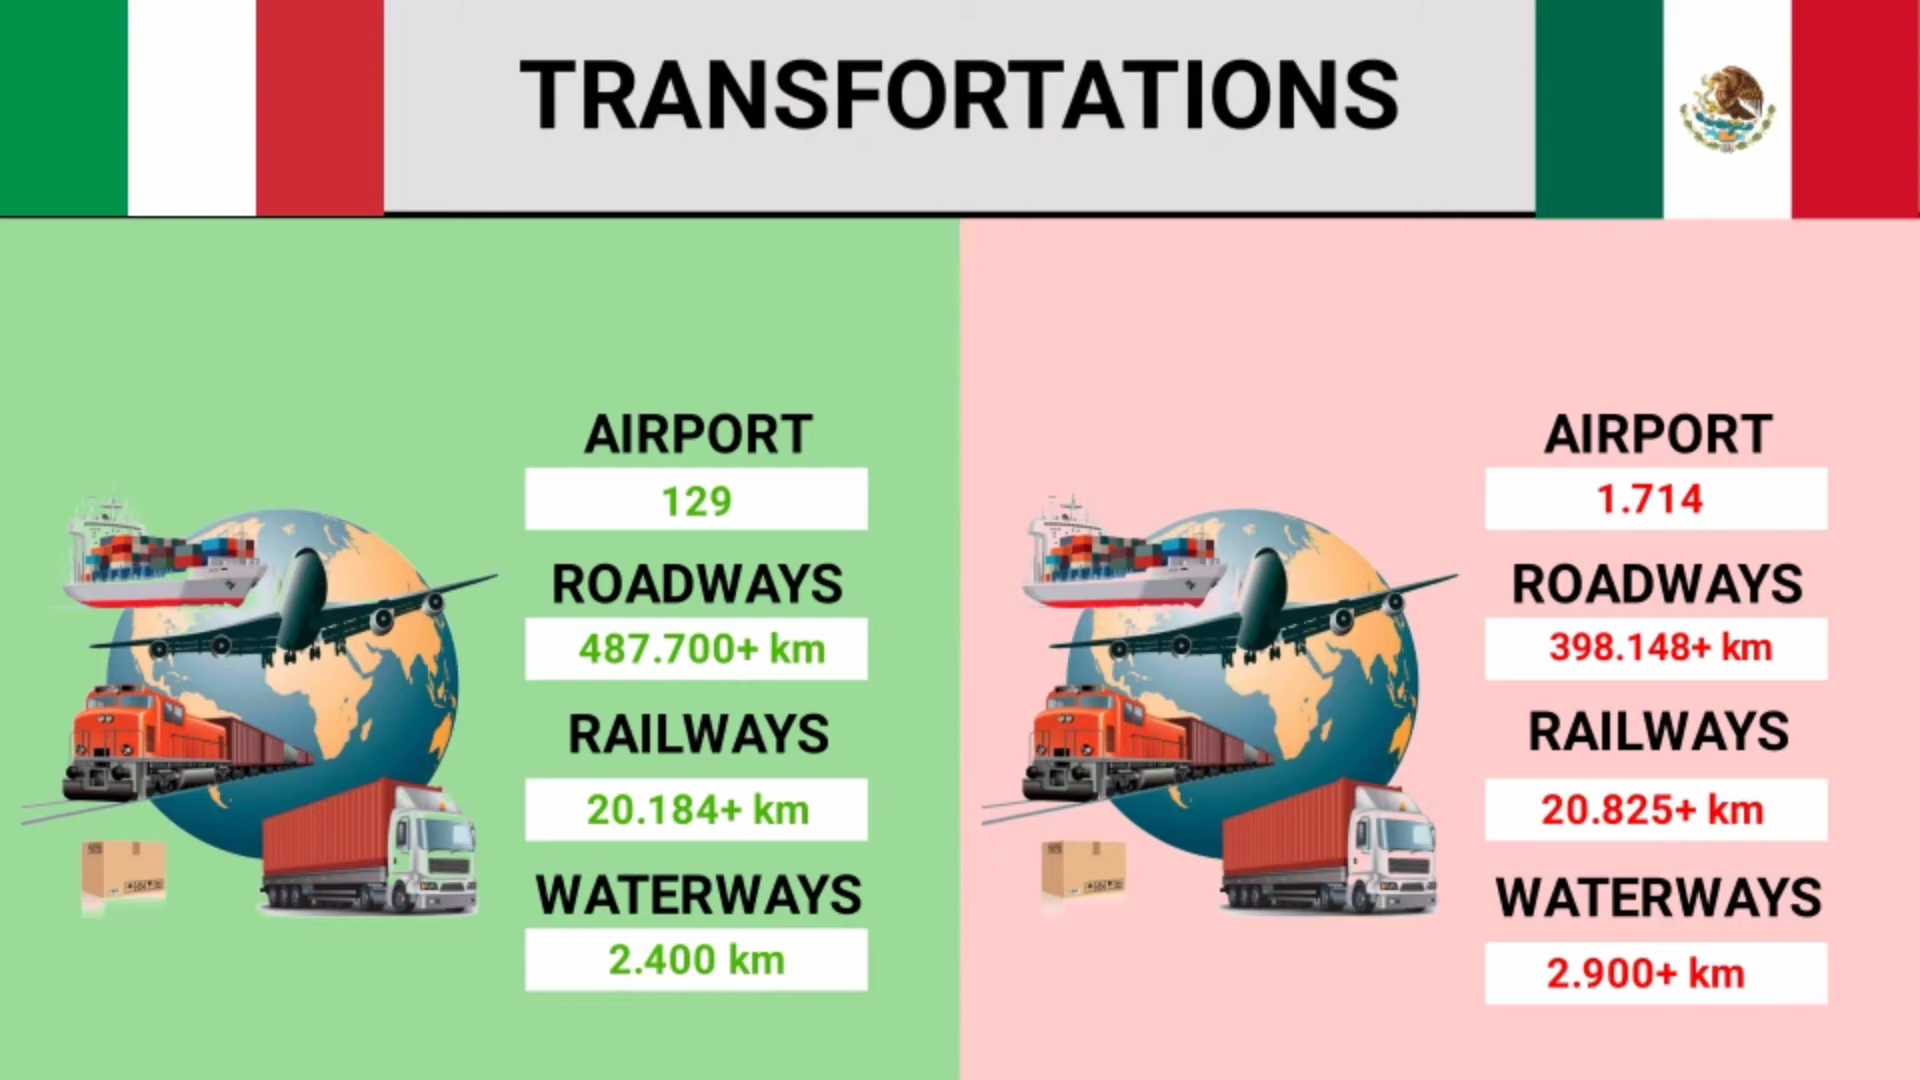 TRANSFORTATIONS
AIRPORT
129
ROADWAYS
487.700+ km
RAILWAYS
20.184+ km
WATERWAYS
2.400 km
AIRPORT
1.714
ROADWAYS
398.148+ km
RAILWAYS
20.825+ km
WATERWAYS
2.900+ km